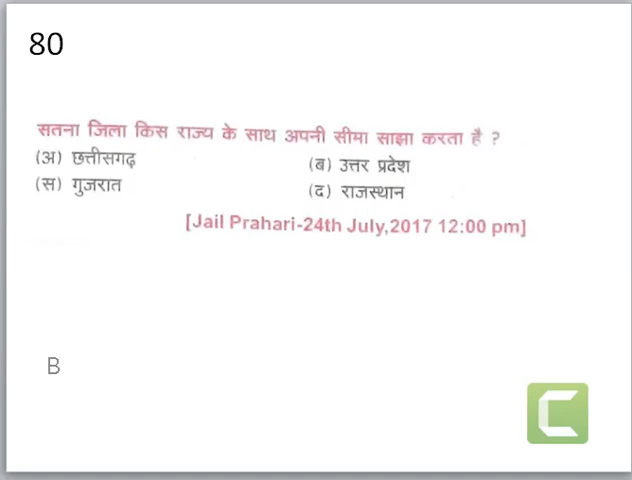 80
सतना जिला किस राज्य के साथ अपनी सीमा साझा करता है ?
(अ) छत्तीसगढ़ (ब) उत्तर प्रदेश
(स) गुजरात (द) राजस्थान
[Jail Prahari-24th July,2017 12:00 pm]
B